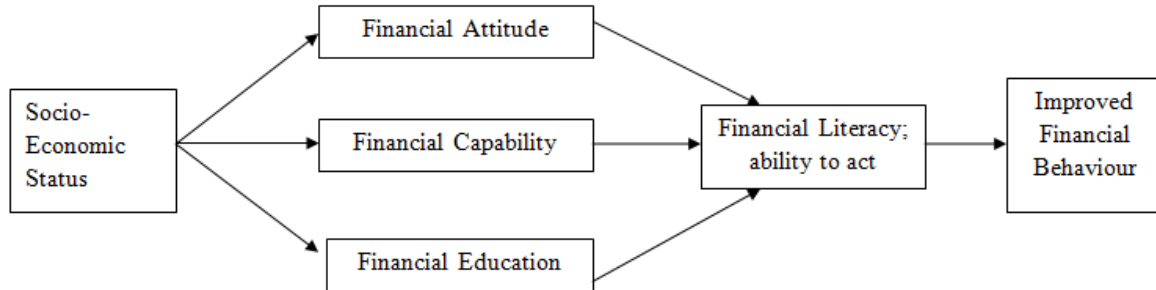 Financial Attitude
Socio-
Economic
Status
Financial Capability
Financial Education
Financial Literacy;
ability to act
Improved
Financial
Behaviour